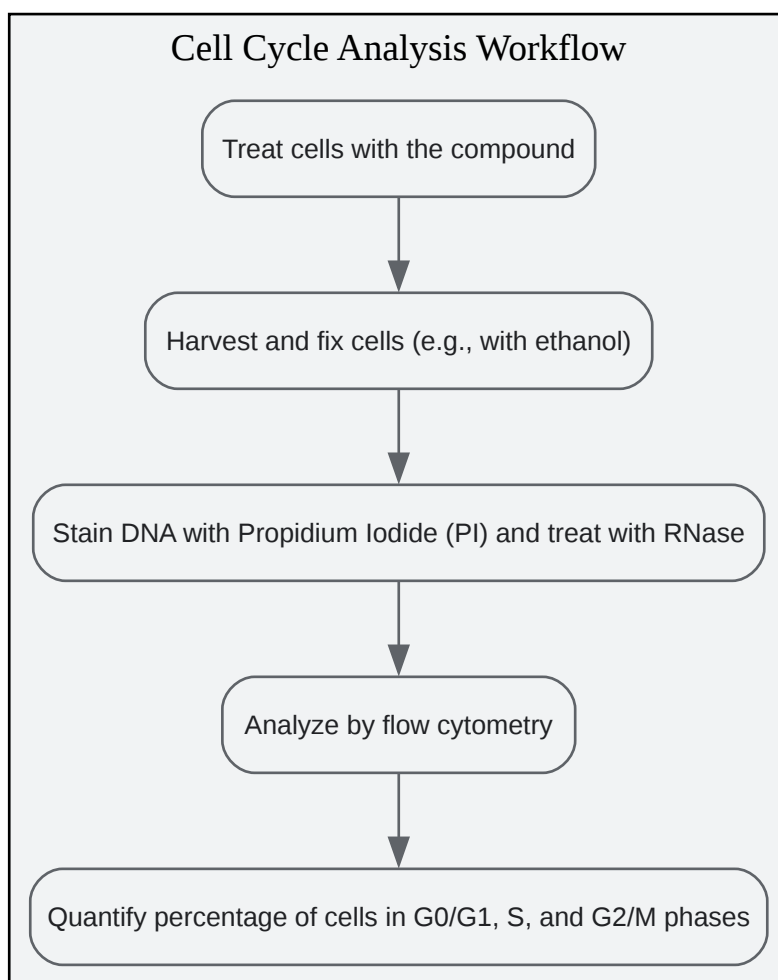 Cell Cycle Analysis Workflow
Treat cells with the compound
Harvest and fix cells (e.g., with ethanol)
Stain DNA with Propidium Iodide (PI) and treat with RNase
Analyze by flow cytometry
Quantify percentage of cells in G0/G1, S, and G2/M phases